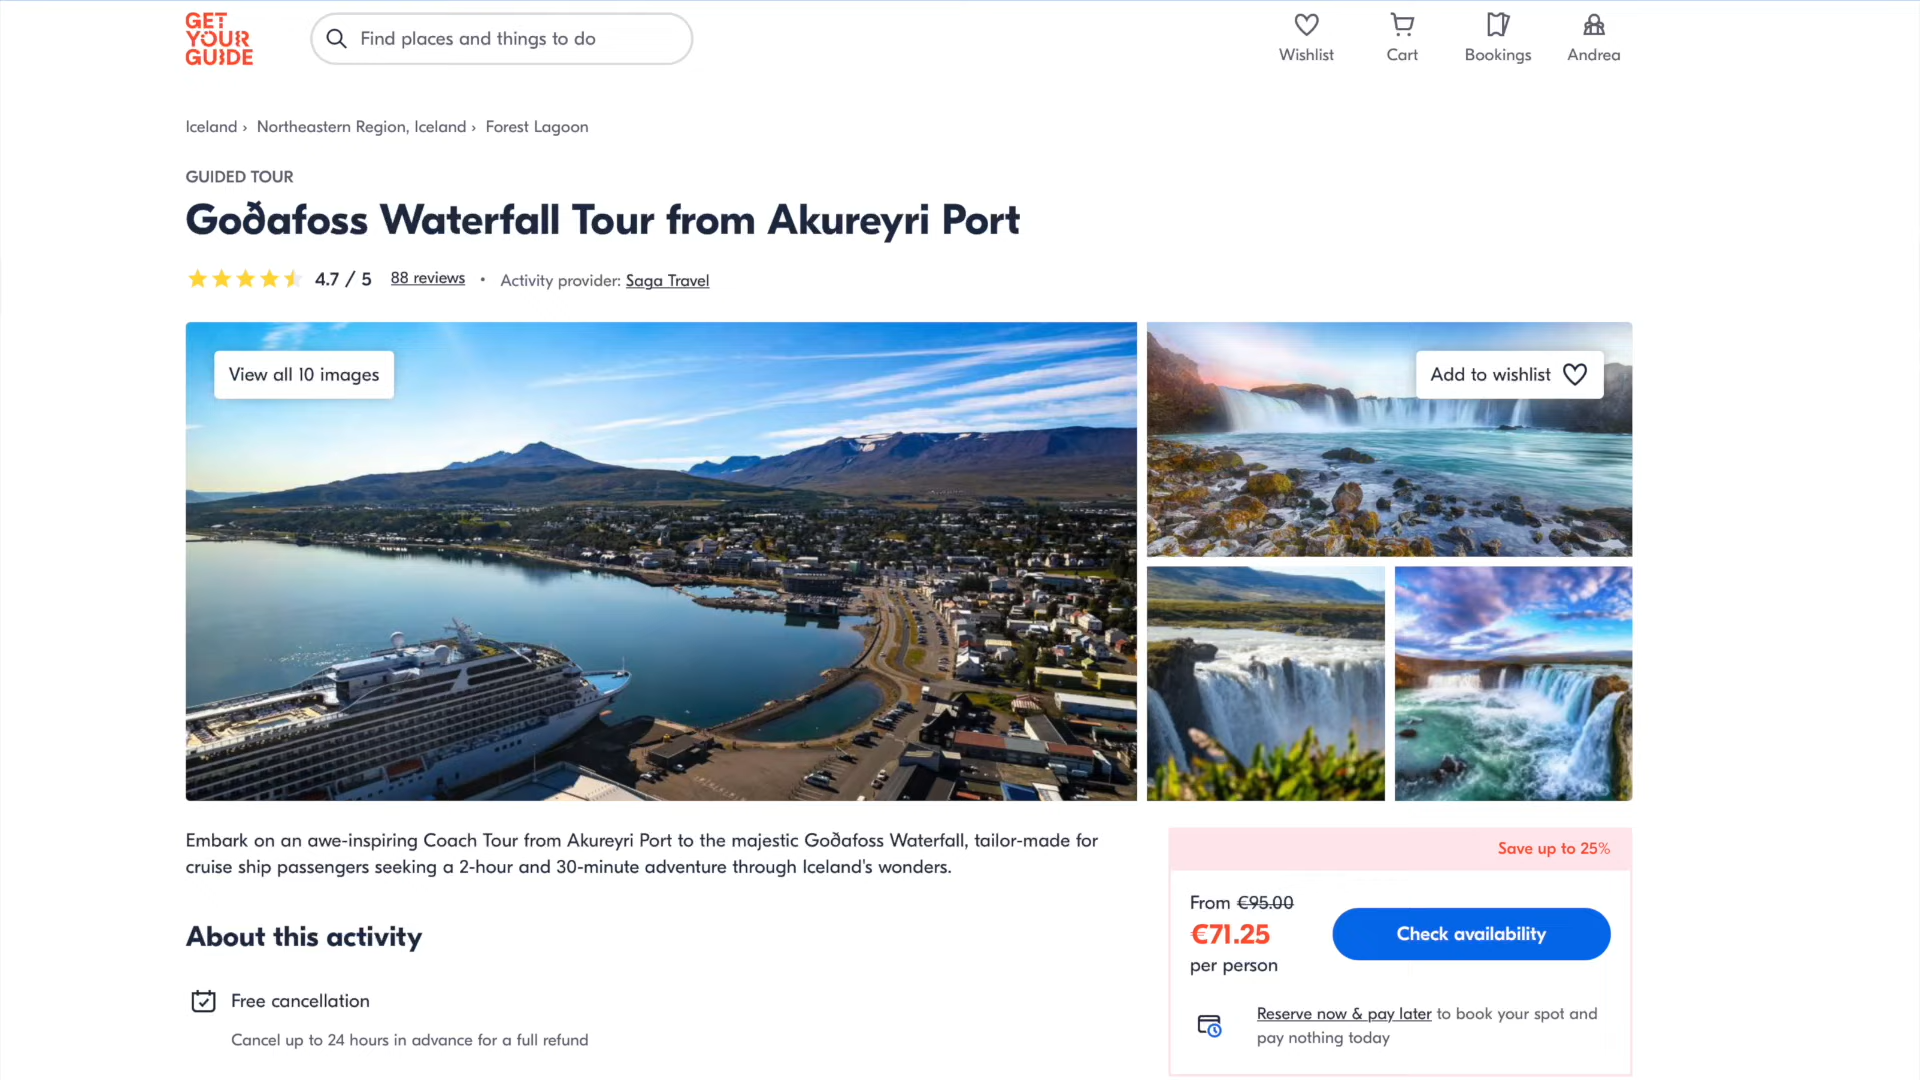 GET
YOUR
GUIDE
Find places and things to do
Wishlist
Cart
Bookings
Andrea
Iceland › Northeastern Region, Iceland › Forest Lagoon
GUIDED TOUR
Goðafoss Waterfall Tour from Akureyri Port
4.7 / 5 88 reviews • Activity provider: Saga Travel
View all 10 images
Add to wishlist
Embark on an awe-inspiring Coach Tour from Akureyri Port to the majestic Goðafoss Waterfall, tailor-made for
cruise ship passengers seeking a 2-hour and 30-minute adventure through Iceland's wonders.
About this activity
Free cancellation
Cancel up to 24 hours in advance for a full refund
Save up to 25%
From €95.00
€71.25
per person
Check availability
Reserve now & pay later to book your spot and
pay nothing today